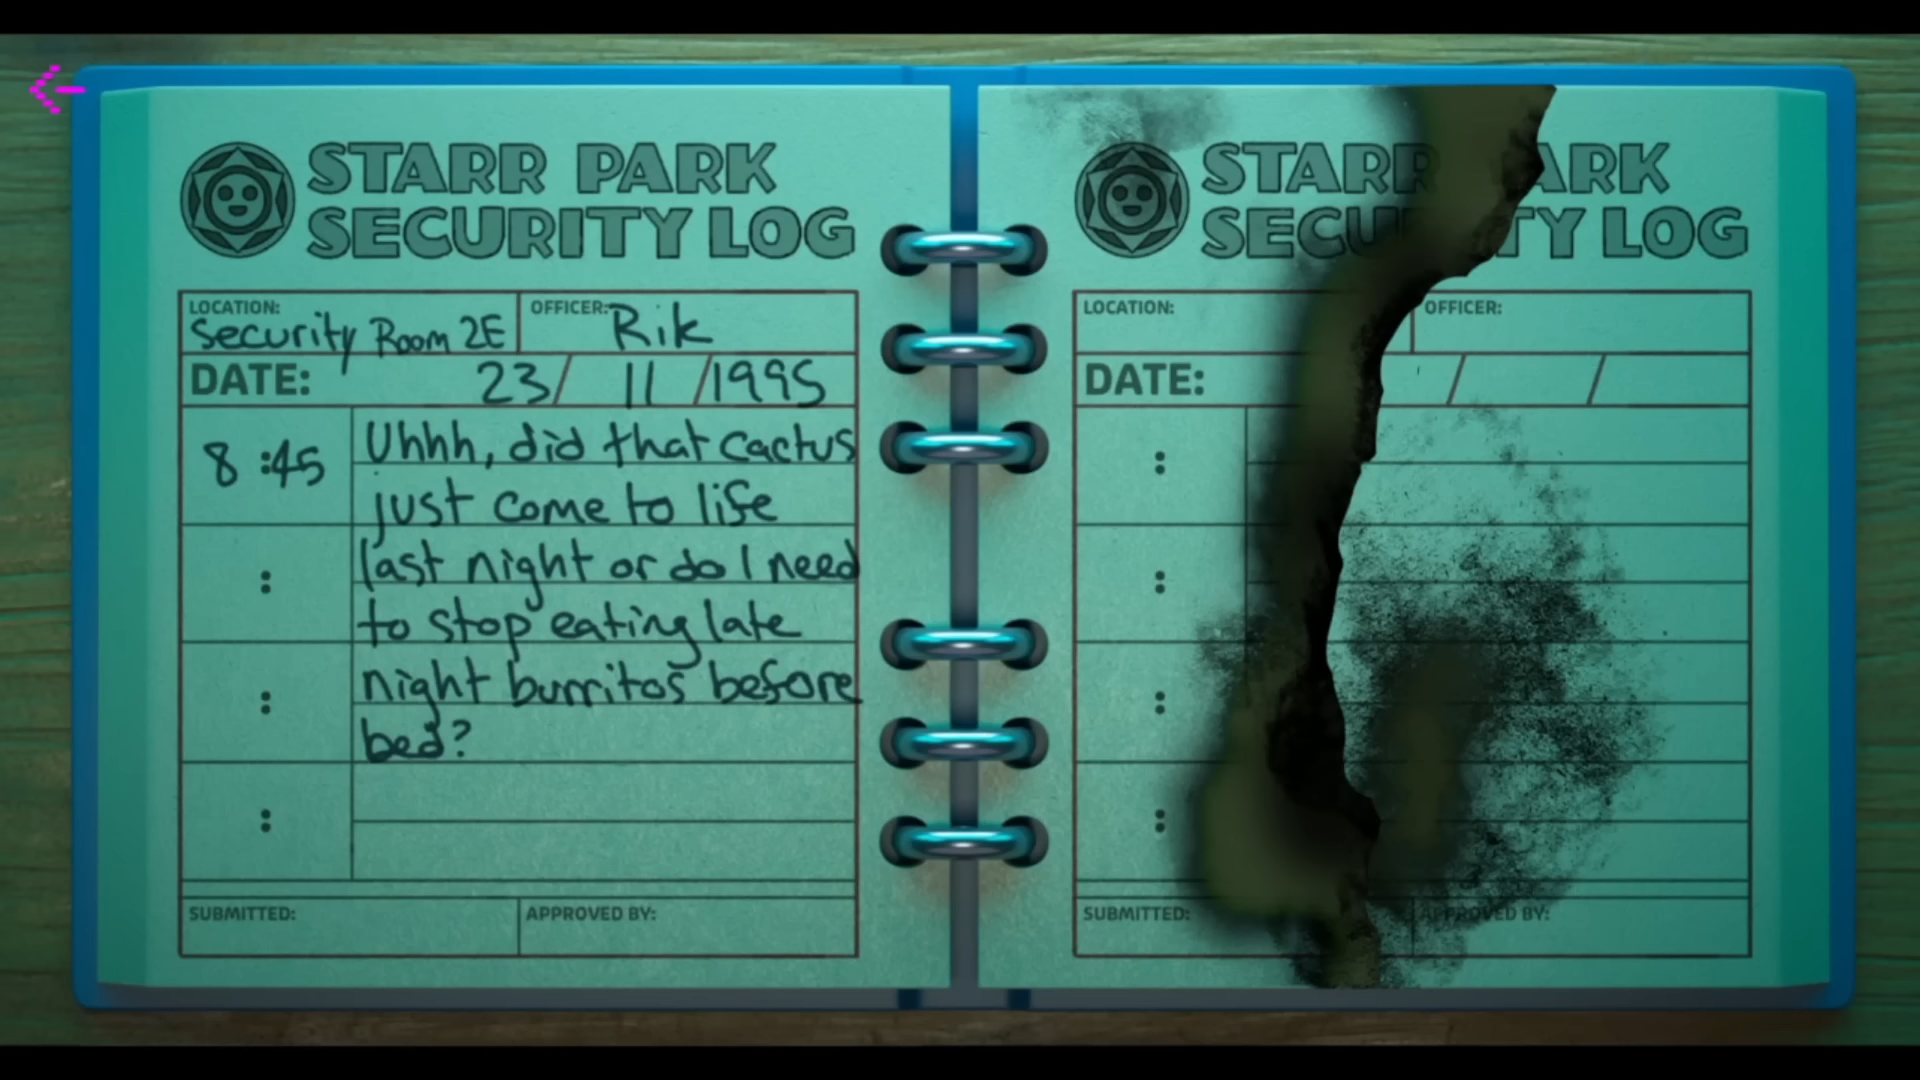 STARR PARK
SECURITY LOG
LOCATION: Security Room 2E
OFFICER: Rik
DATE: 23/ 11 /1995
8:45
Uhhh, did that cactus
just come to life
last night or do I need
to stop eating late
night burritos before
bed?
:
:
:
SUBMITTED:
APPROVED BY:
STARR ARK
SECU TY LOG
LOCATION:
OFFICER:
DATE: / /
:
:
:
:
SUBMITTED:
APPROVED BY: